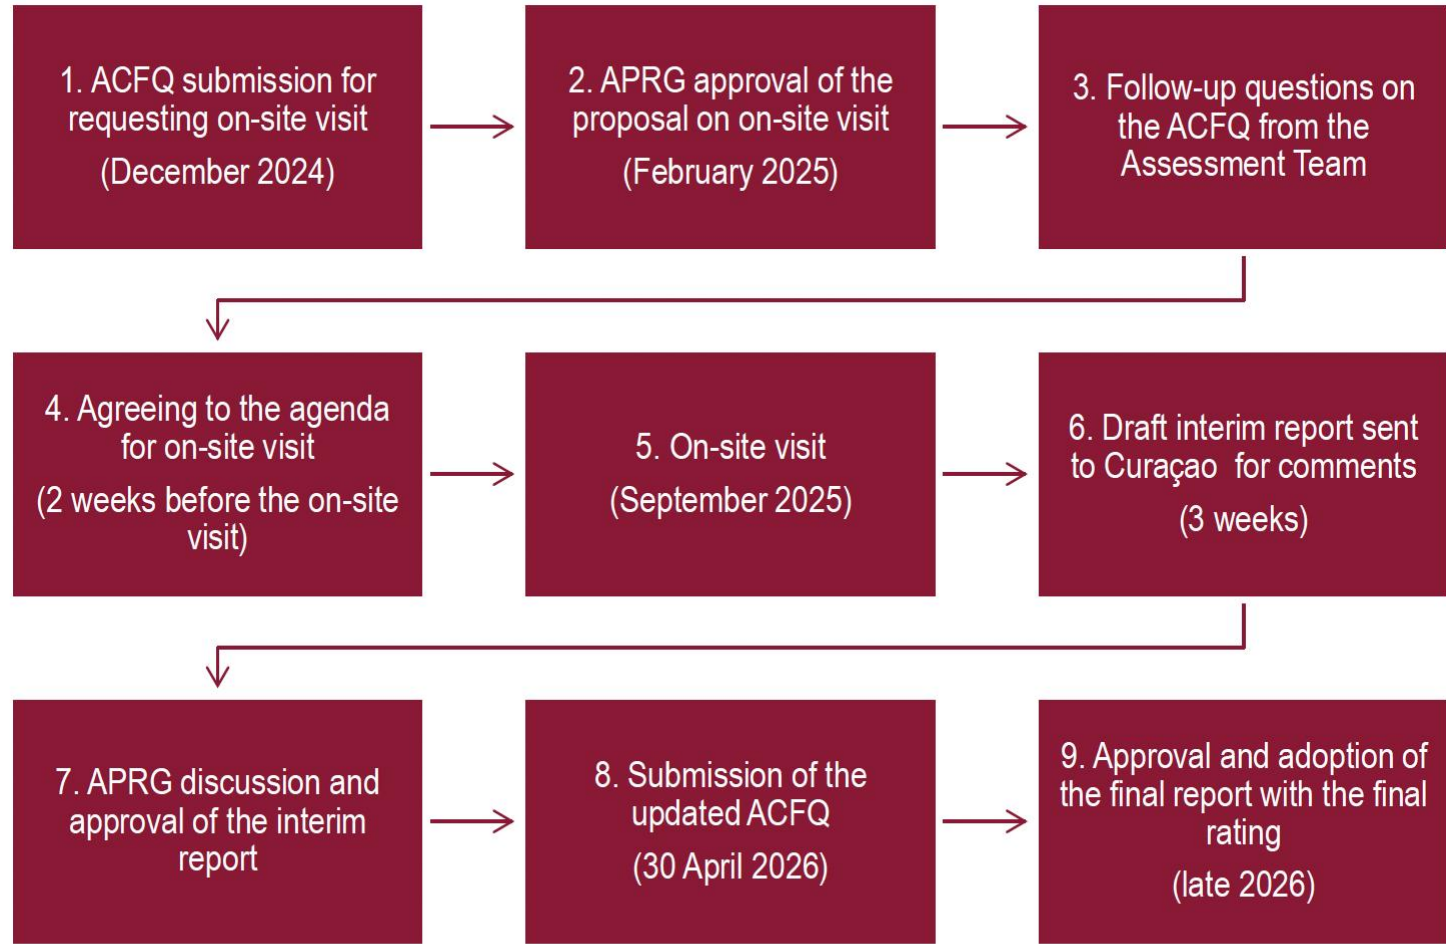 1. ACFQ submission for
requesting on-site visit
(December 2024)
2. APRG approval of the
proposal on on-site visit
(February 2025)
3. Follow-up questions on
the ACFQ from the
Assessment Team
4. Agreeing to the agenda
for on-site visit
(2 weeks before the on-site
visit)
5. On-site visit
(September 2025)
6. Draft interim report sent
to Curaçao for comments
(3 weeks)
7. APRG discussion and
approval of the interim
report
8. Submission of the
updated ACFQ
(30 April 2026)
9. Approval and adoption of
the final report with the final
rating
(late 2026)